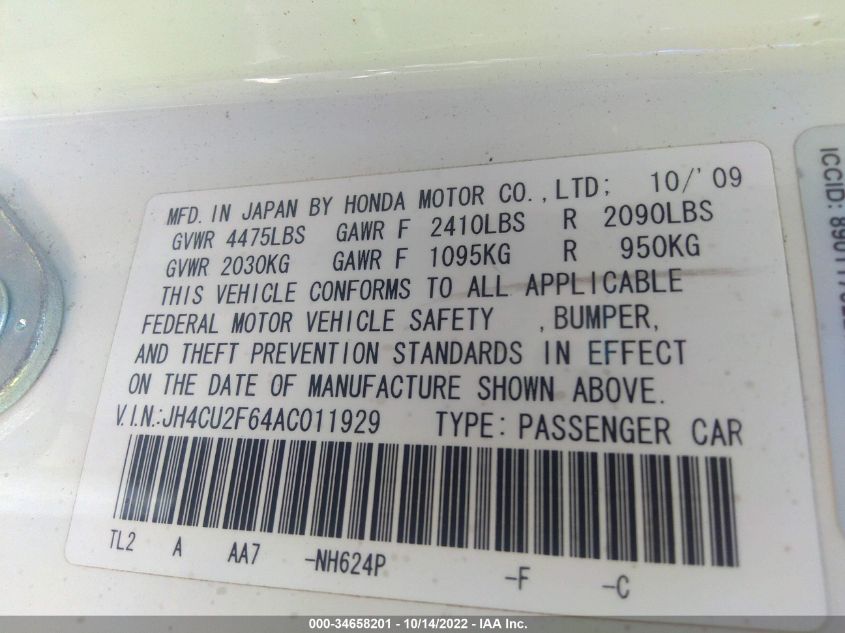 MFD. IN JAPAN BY HONDA MOTOR CO., LTD; 10/'09
GVWR 4475LBS GAWR F 2410LBS R 2090LBS
GVWR 2030KG GAWR F 1095KG R 950KG
THIS VEHICLE CONFORMS TO ALL APPLICABLE
FEDERAL MOTOR VEHICLE SAFETY , BUMPER,
AND THEFT PREVENTION STANDARDS IN EFFECT
ON THE DATE OF MANUFACTURE SHOWN ABOVE.
V.I.N.:JH4CU2F64AC011929 TYPE: PASSENGER CAR
TL2 A AA7 -NH624P -F -C
ICCID:
000-34658201 - 10/14/2022 - IAA Inc.